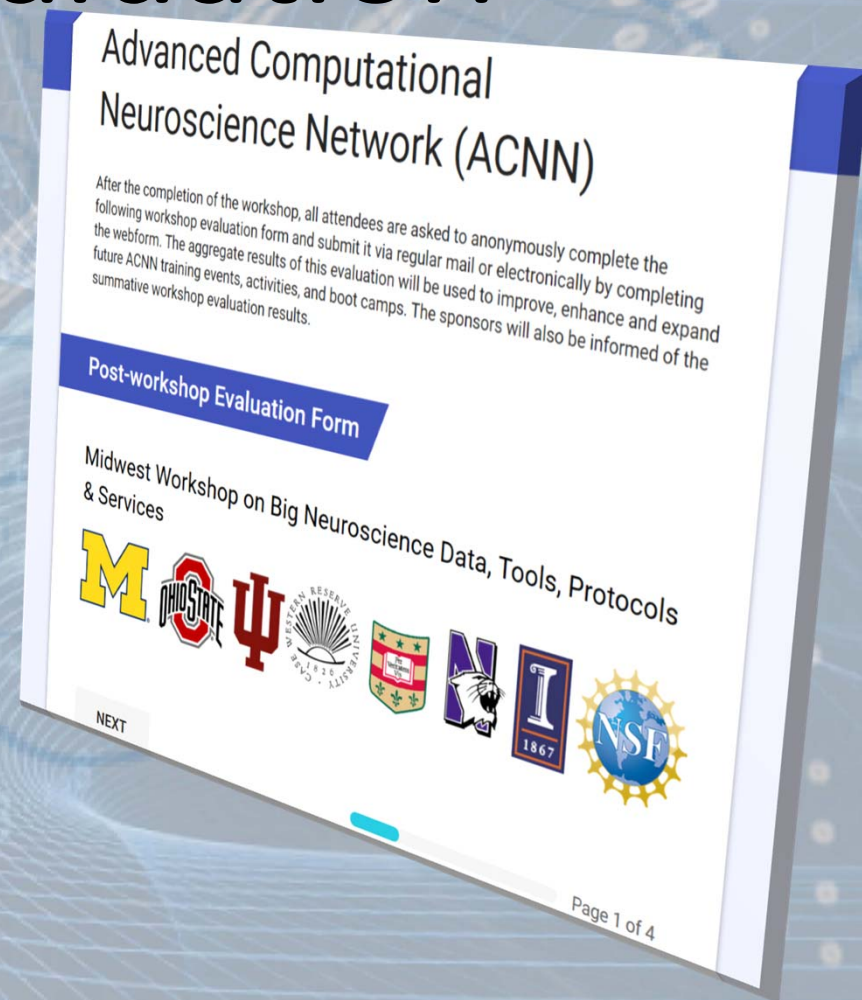 Advanced Computational
Neuroscience Network (ACNN)
After the completion of the workshop, all attendees are asked to anonymously complete the
following workshop evaluation form and submit it via regular mail or electronically by completing
the webform. The aggregate results of this evaluation will be used to improve, enhance and expand
future ACNN training events, activities, and boot camps. The sponsors will also be informed of the
summative workshop evaluation results.
Post-workshop Evaluation Form
Midwest Workshop on Big Neuroscience Data, Tools, Protocols
& Services
M
OHIO STATE
CASE WESTERN RESERVE UNIVERSITY
1826
N
I
1867
NSF
NEXT
Page 1 of 4